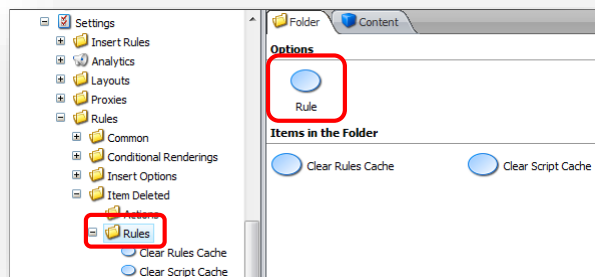 Settings
Insert Rules
Analytics
Layouts
Proxies
Rules
Common
Conditional Renderings
Insert Options
Item Deleted
Actions
Rules
Clear Rules Cache
Clear Script Cache
Folder Content
Options
Rule
Items in the Folder
Clear Rules Cache Clear Script Cache